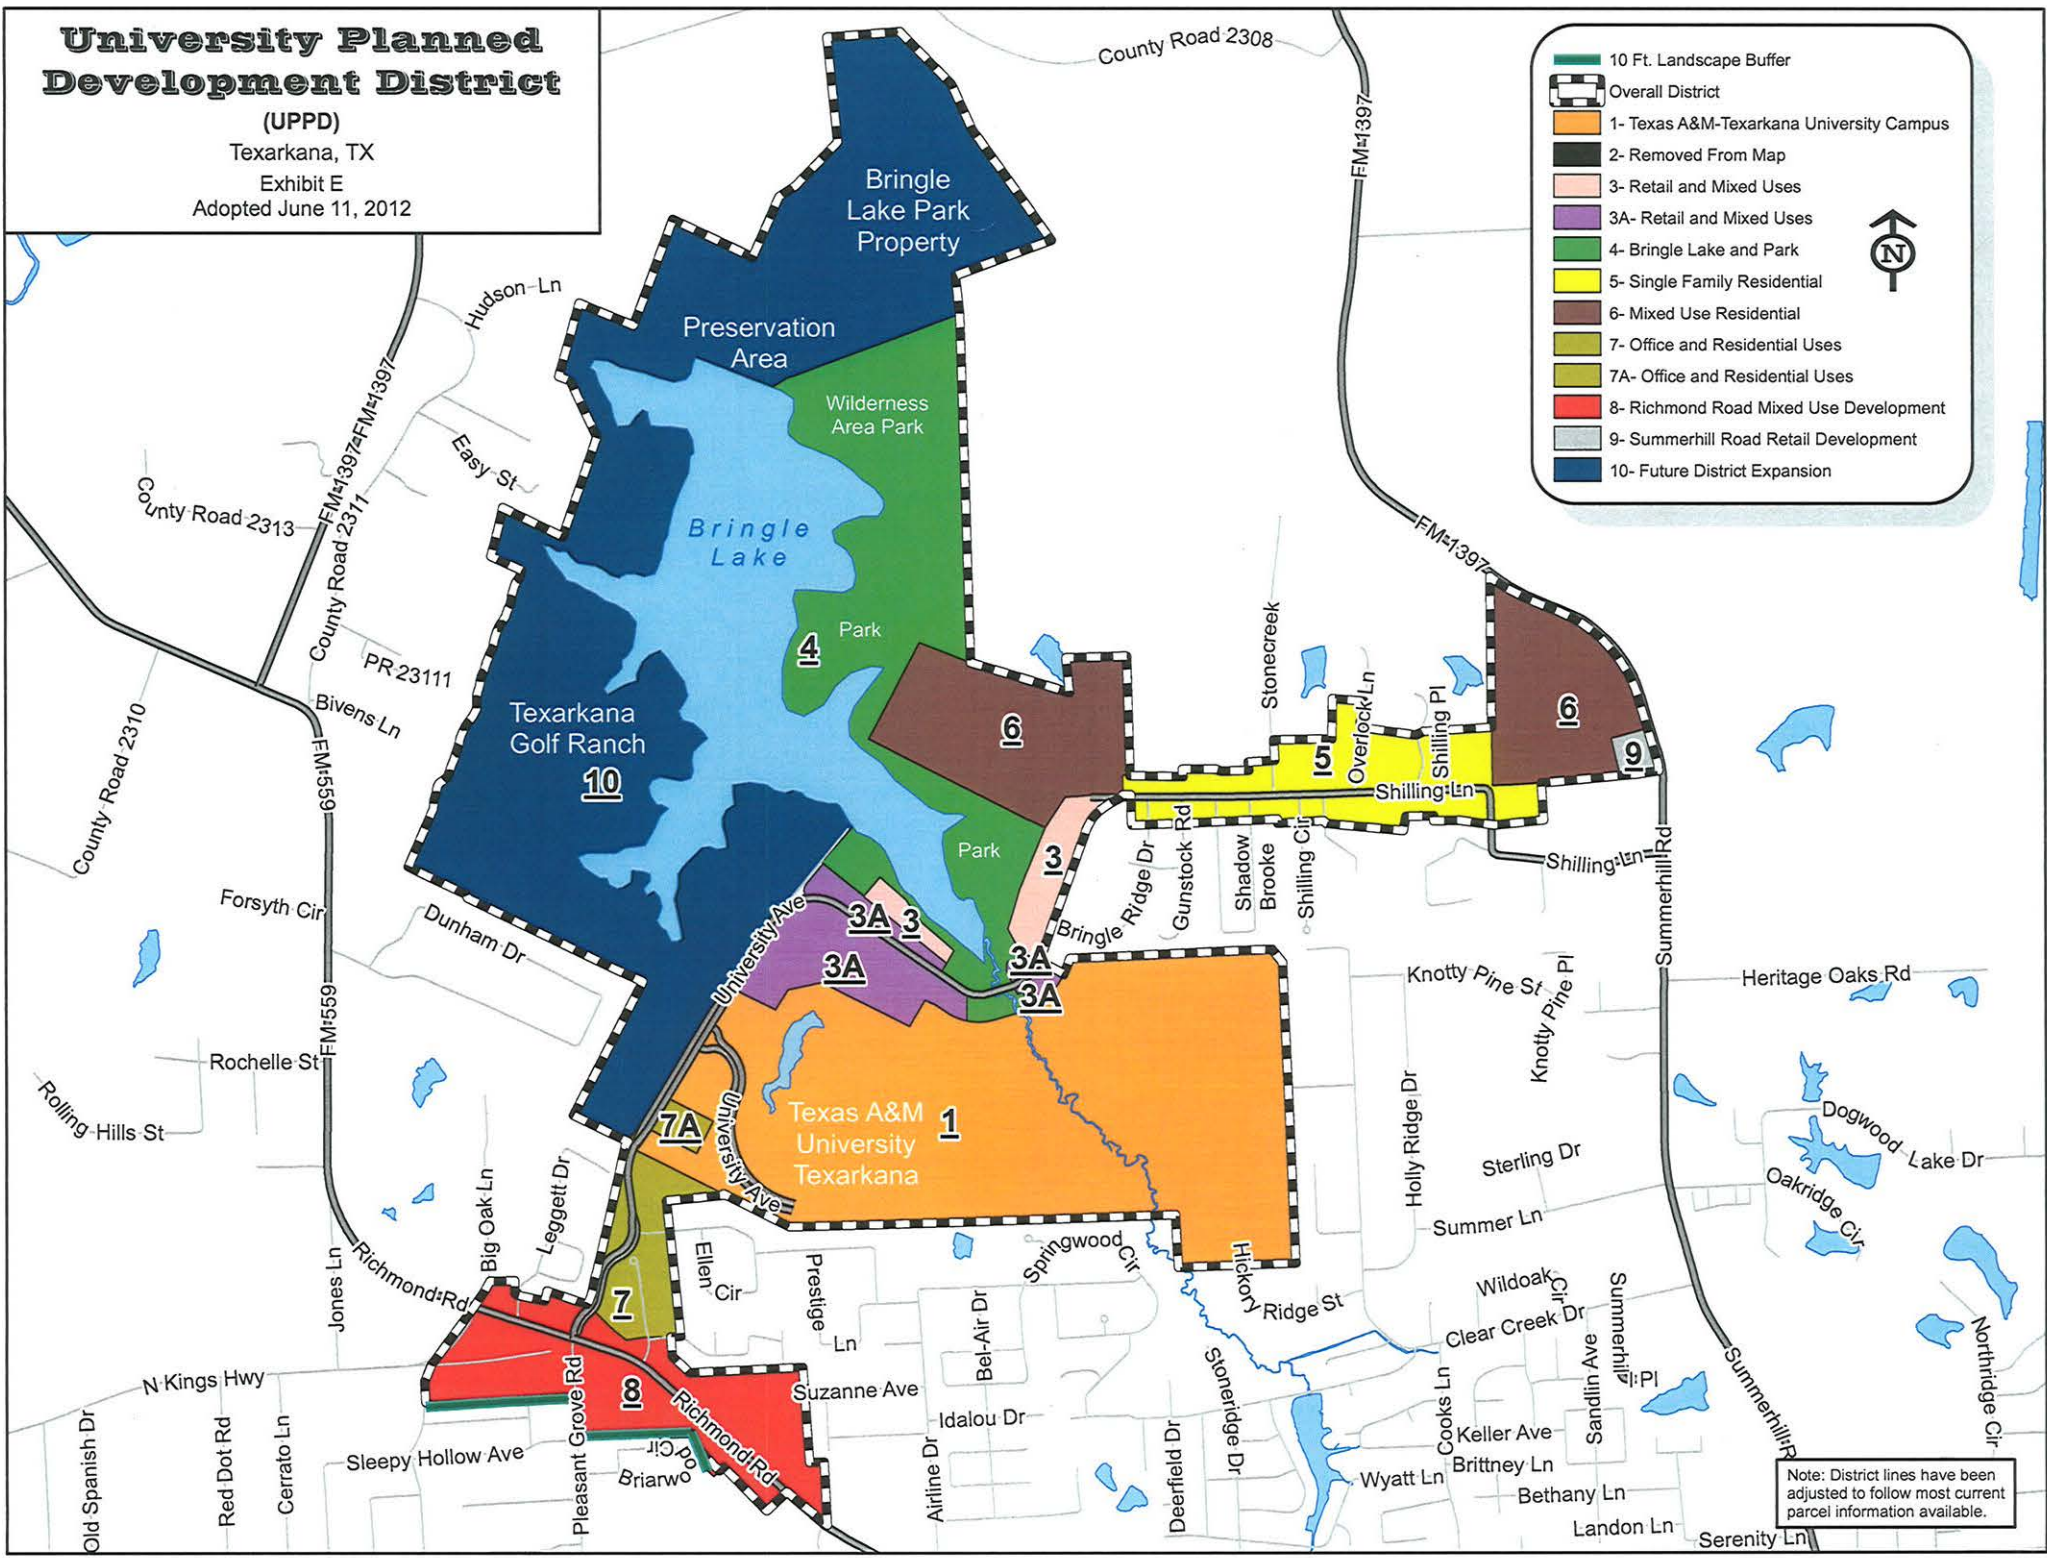 University Planned
Development District
(UPPD)
Texarkana, TX
Exhibit E
Adopted June 11, 2012
10 Ft. Landscape Buffer
Overall District
1- Texas A&M-Texarkana University Campus
2- Removed From Map
3- Retail and Mixed Uses
3A- Retail and Mixed Uses
4- Bringle Lake and Park
5- Single Family Residential
6- Mixed Use Residential
7- Office and Residential Uses
7A- Office and Residential Uses
8- Richmond Road Mixed Use Development
9- Summerhill Road Retail Development
10- Future District Expansion
N
County Road 2308
FM-1397
Bringle
Lake Park
Property
Hudson Ln
Preservation
Area
FM-1397
FM-1397
Wilderness
Area Park
Easy St
County Road 2313
County Road 2311
Bringle
Lake
FM-1397
Park
4
PR 23111
Bivens Ln
County Road 2310
FM-559
Texarkana
Golf Ranch
10
6
Stonecreek
5
Overlook Ln
Shilling Pl
6
9
Shilling Ln
Shilling Ln
Summerhill Rd
Park
3
Bringle Ridge Dr
Gunstock Rd
Shadow
Brooke
Shilling Cir
Forsyth Cir
Dunham Dr
University Ave
3A
3
3A
3A
3A
Knotty Pine St
Knotty Pine Pl
Heritage Oaks Rd
FM-559
Rochelle St
Rolling Hills St
7A
University Ave
University Ave
Texas A&M
University
Texarkana
1
Holly Ridge Dr
Dogwood Lake Dr
Oakridge Cir
Sterling Dr
Summer Ln
Big Oak Ln
Leggett Dr
Jones Ln
Richmond Rd
7
Ellen
Cir
Prestige
Ln
Springwood Cir
Bel-Air Dr
Hickory
Ridge St
Wildoak
Cir
Clear Creek Dr
Summerhill
Pl
Sandlin Ave
Northridge Cir
N Kings Hwy
8
Richmond Rd
Suzanne Ave
Idalou Dr
Stoneridge Dr
Cooks Ln
Summerhill R
Old Spanish Dr
Red Dot Rd
Cerrato Ln
Sleepy Hollow Ave
Pleasant Grove Rd
Briarwo
od
Cir
Airline Dr
Deerfield Dr
Keller Ave
Brittney Ln
Wyatt Ln
Bethany Ln
Landon Ln
Serenity Ln
Note: District lines have been
adjusted to follow most current
parcel information available.